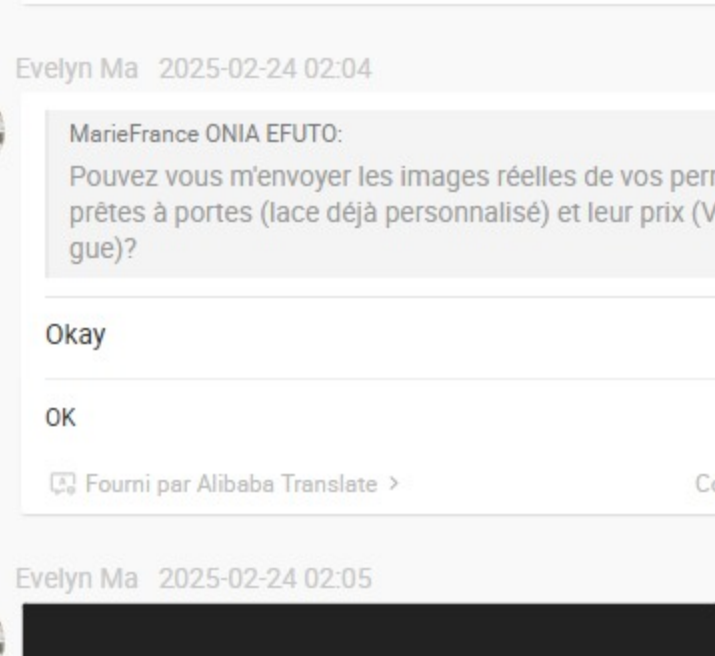 Evelyn Ma 2025-02-24 02:04
MarieFrance ONIA EFUTO:
Pouvez vous m'envoyer les images réelles de vos
prêtes à portes (lace déjà personnalisé) et leur prix
gue)?
Okay
OK
Fourni par Alibaba Translate >
Evelyn Ma 2025-02-24 02:05